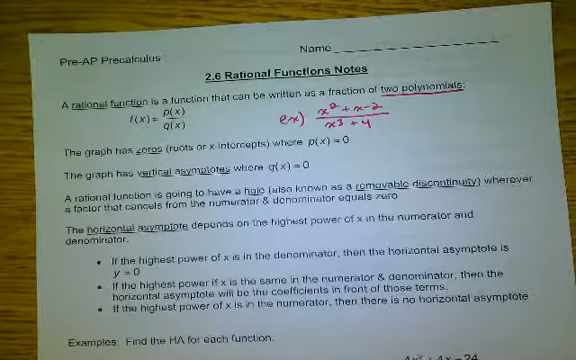 Pre-AP Precalculus
Name
2.6 Rational Functions Notes
A rational function is a function that can be written as a fraction of two polynomials:
f(x)= p(x)/q(x)
ex) x² + x - 2 / x3 + 4
The graph has zeros (roots or x intercepts) where p(x) = 0
The graph has vertical asymptotes where q(x) = 0
A rational function is going to have a hole (also known as a removable discontinuity) wherever
a factor that cancels from the numerator & denominator equals zero
The horizontal asymptote depends on the highest power of x in the numerator and
denominator.
• If the highest power of x is in the denominator, then the horizontal asymptote is
y = 0
• If the highest power if x is the same in the numerator & denominator, then the
horizontal asymptote will be the coefficients in front of those terms.
• If the highest power of x is in the numerator, then there is no horizontal asymptote
Examples: Find the HA for each function.